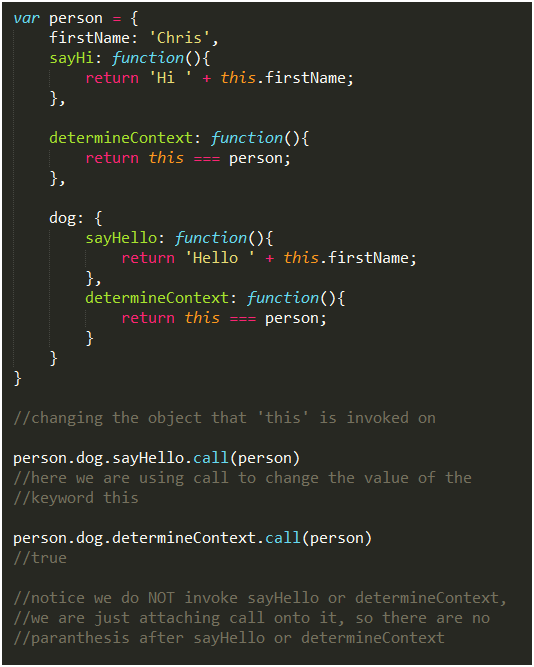 var person = {
    firstName: 'Chris',
    sayHi: function(){
        return 'Hi ' + this.firstName;
    },
    determineContext: function(){
        return this === person;
    },
    dog: {
        sayHello: function(){
            return 'Hello ' + this.firstName;
        },
        determineContext: function(){
            return this === person;
        }
    }
}
//changing the object that 'this' is invoked on
person.dog.sayHello.call(person)
//here we are using call to change the value of the
//keyword this
person.dog.determineContext.call(person)
//true
//notice we do NOT invoke sayHello or determineContext,
//we are just attaching call onto it, so there are no
//paranthesis after sayHello or determineContext